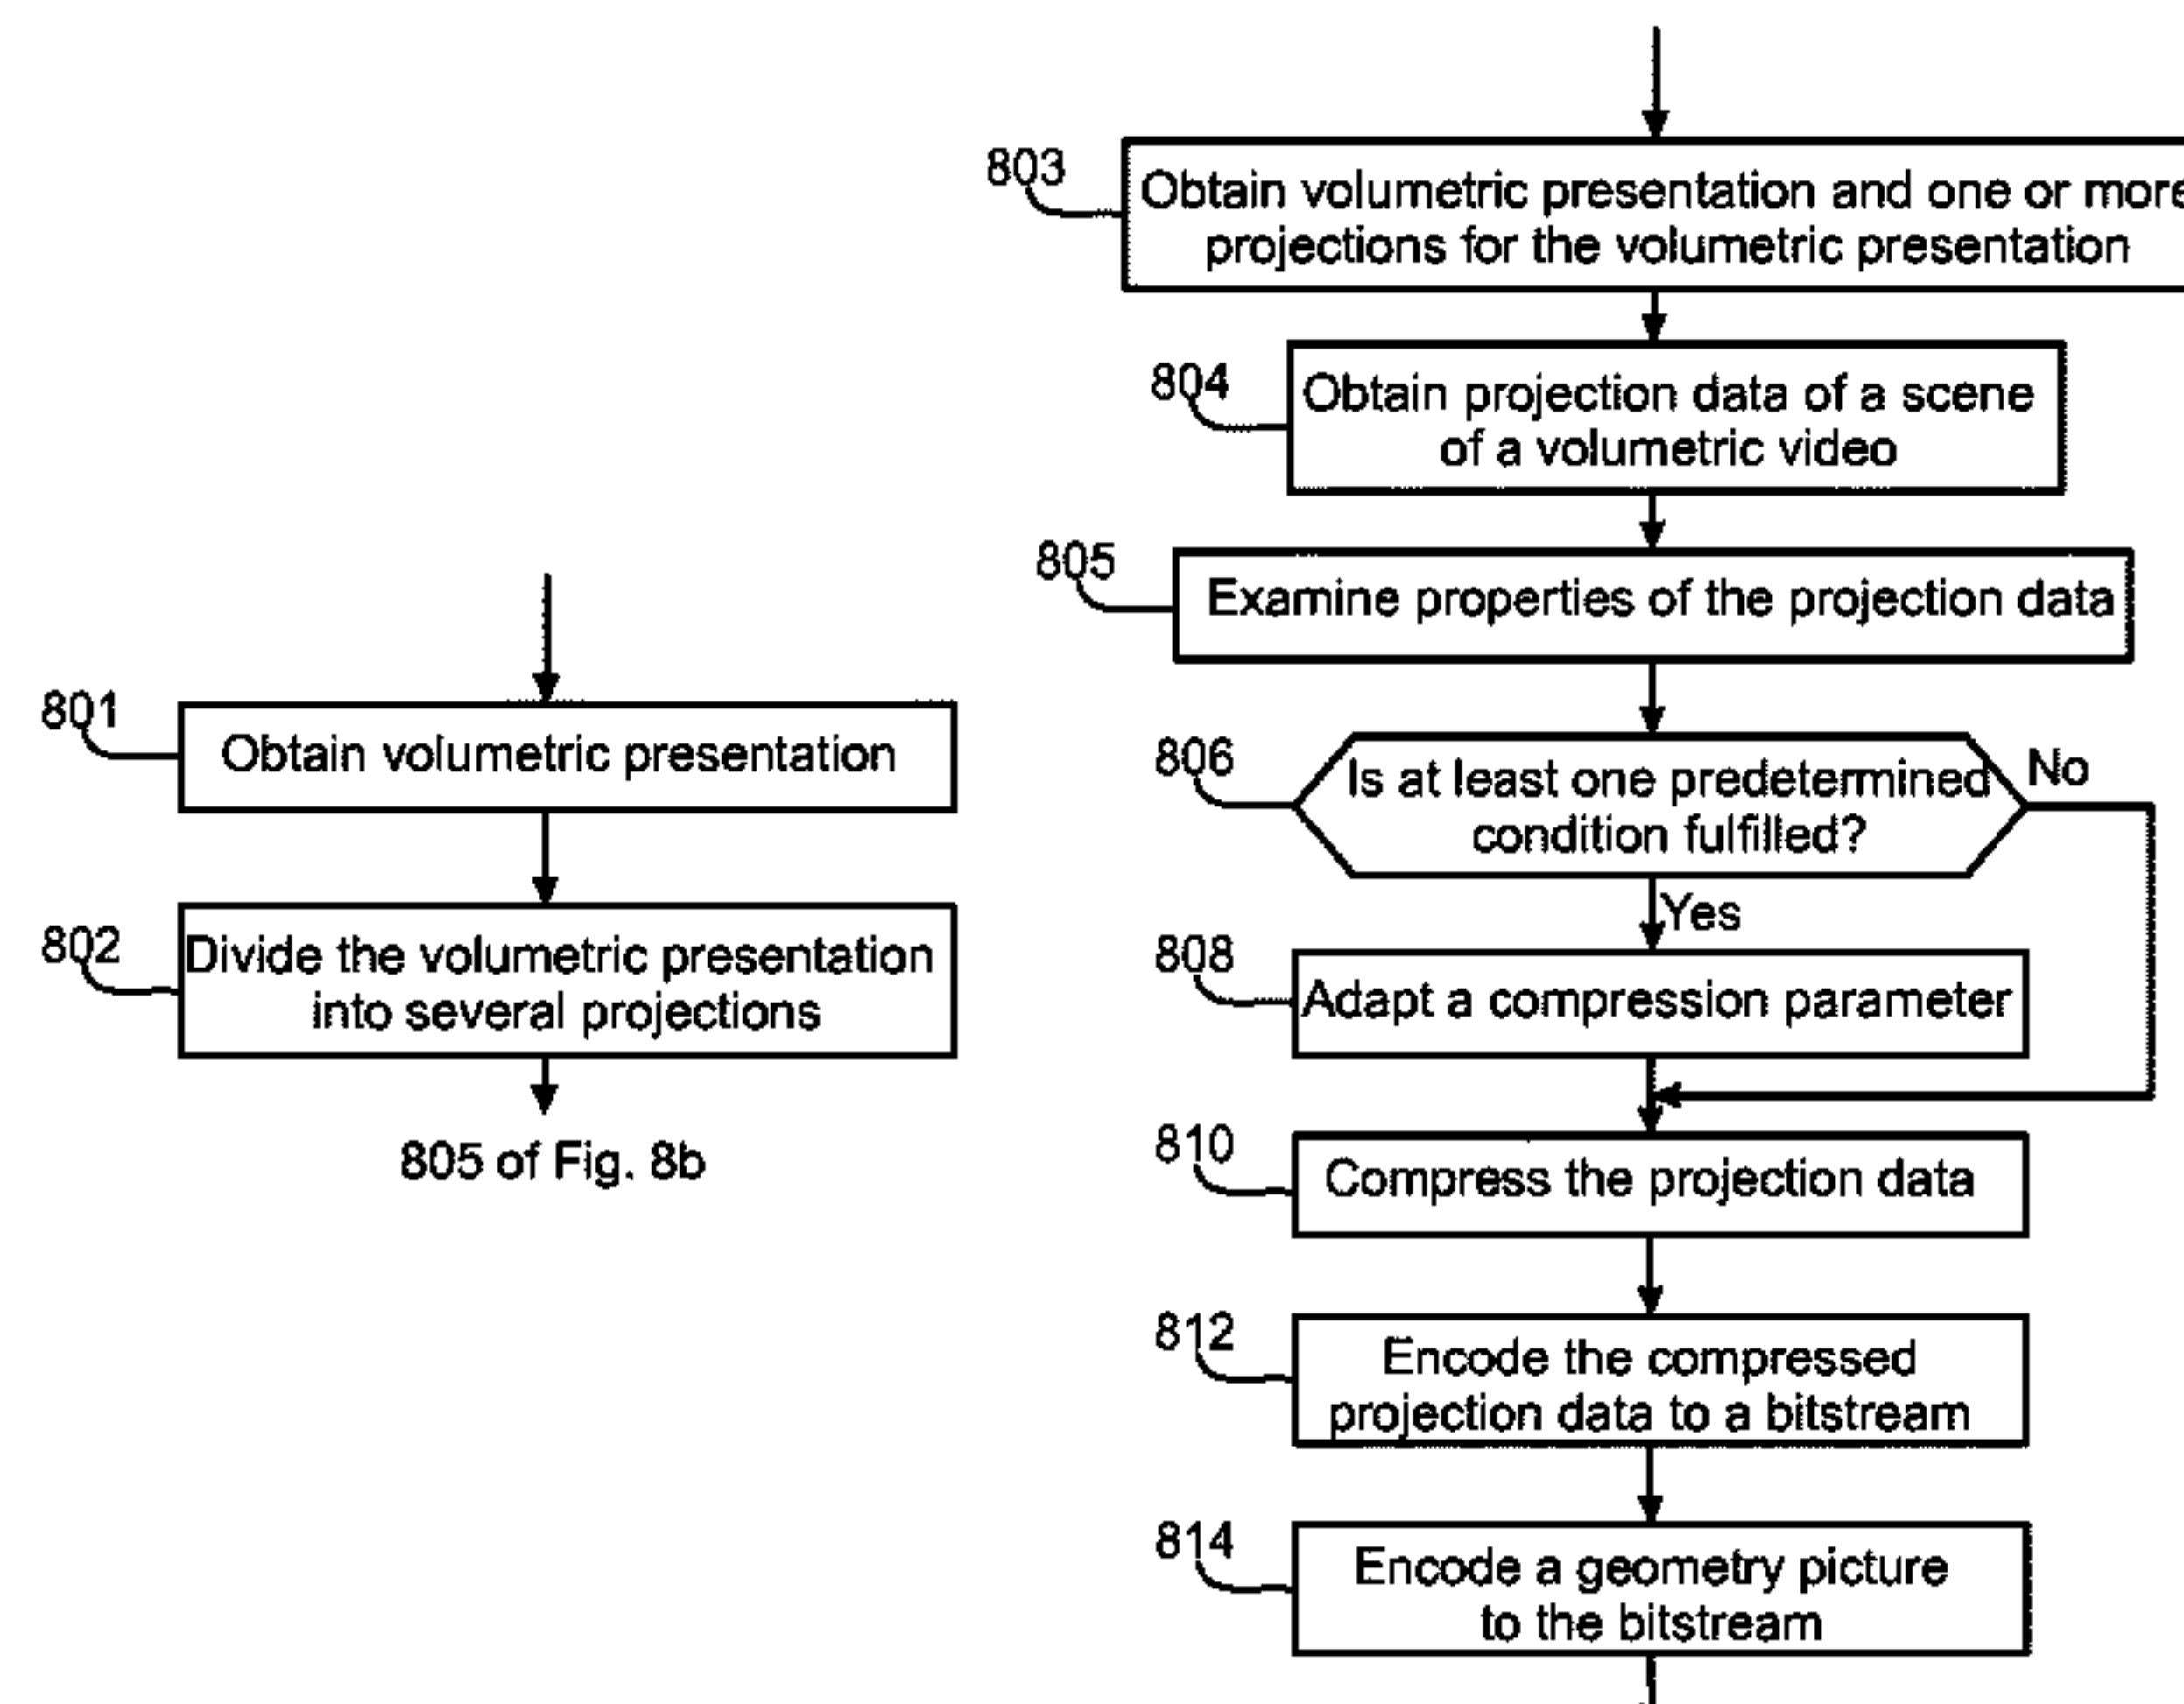 801
Obtain volumetric presentation
802
Divide the volumetric presentation
into several projections
805 of Fig. 8b
803
Obtain volumetric presentation and one or more
projections for the volumetric presentation
804
Obtain projection data of a scene
of a volumetric video
805
Examine properties of the projection data
806
Is at least one predetermined
condition fulfilled?
No
Yes
808
Adapt a compression parameter
810
Compress the projection data
812
Encode the compressed
projection data to a bitstream
814
Encode a geometry picture
to the bitstream